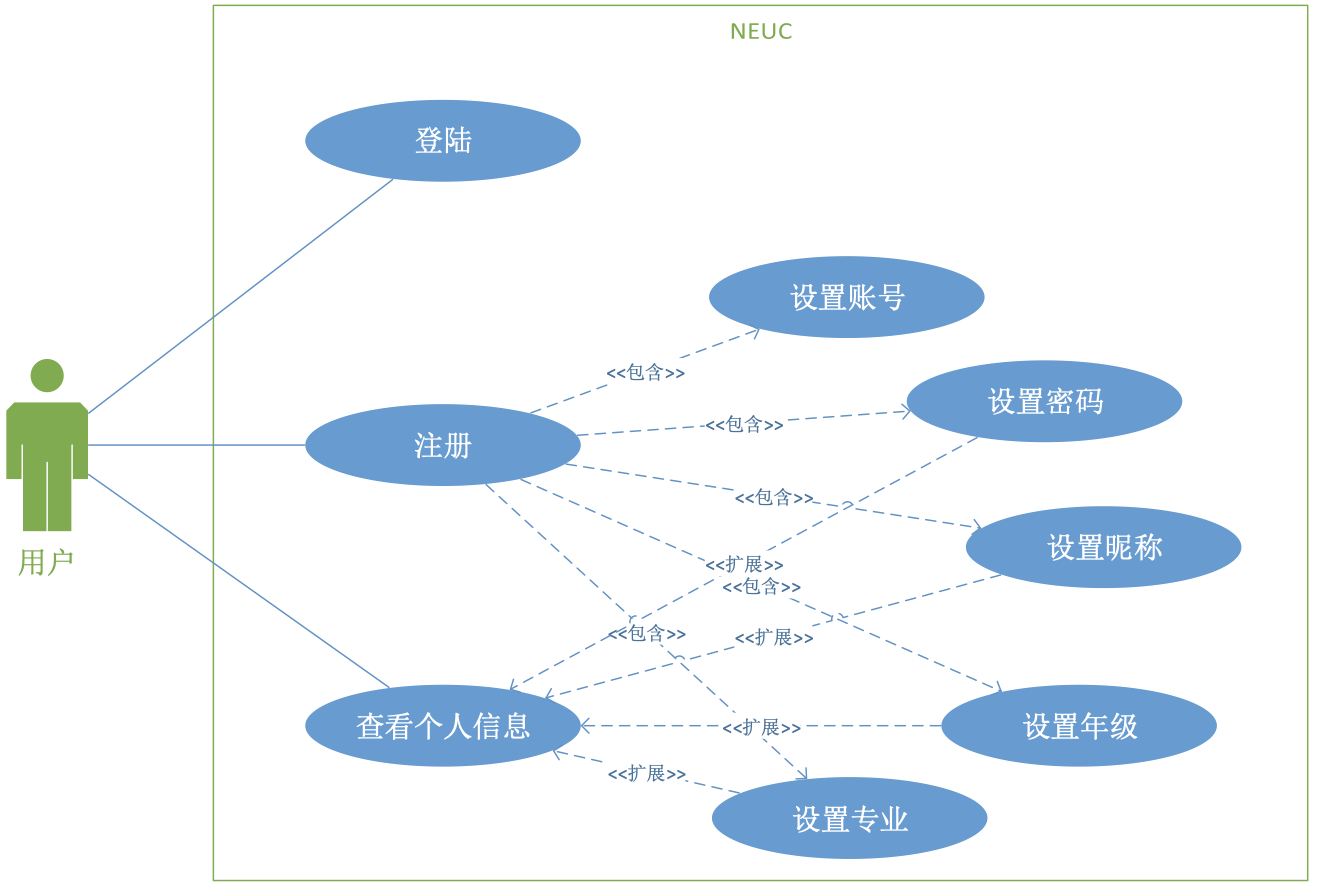 NEUC
登陆
设置账号
<<包含>>
设置密码
<<包含>>
注册
<<包含>>
设置昵称
用户
<<扩展>>
<<包含>>
<<包含>>
<<扩展>>
查看个人信息
<<扩展>>
设置年级
<<扩展>>
设置专业